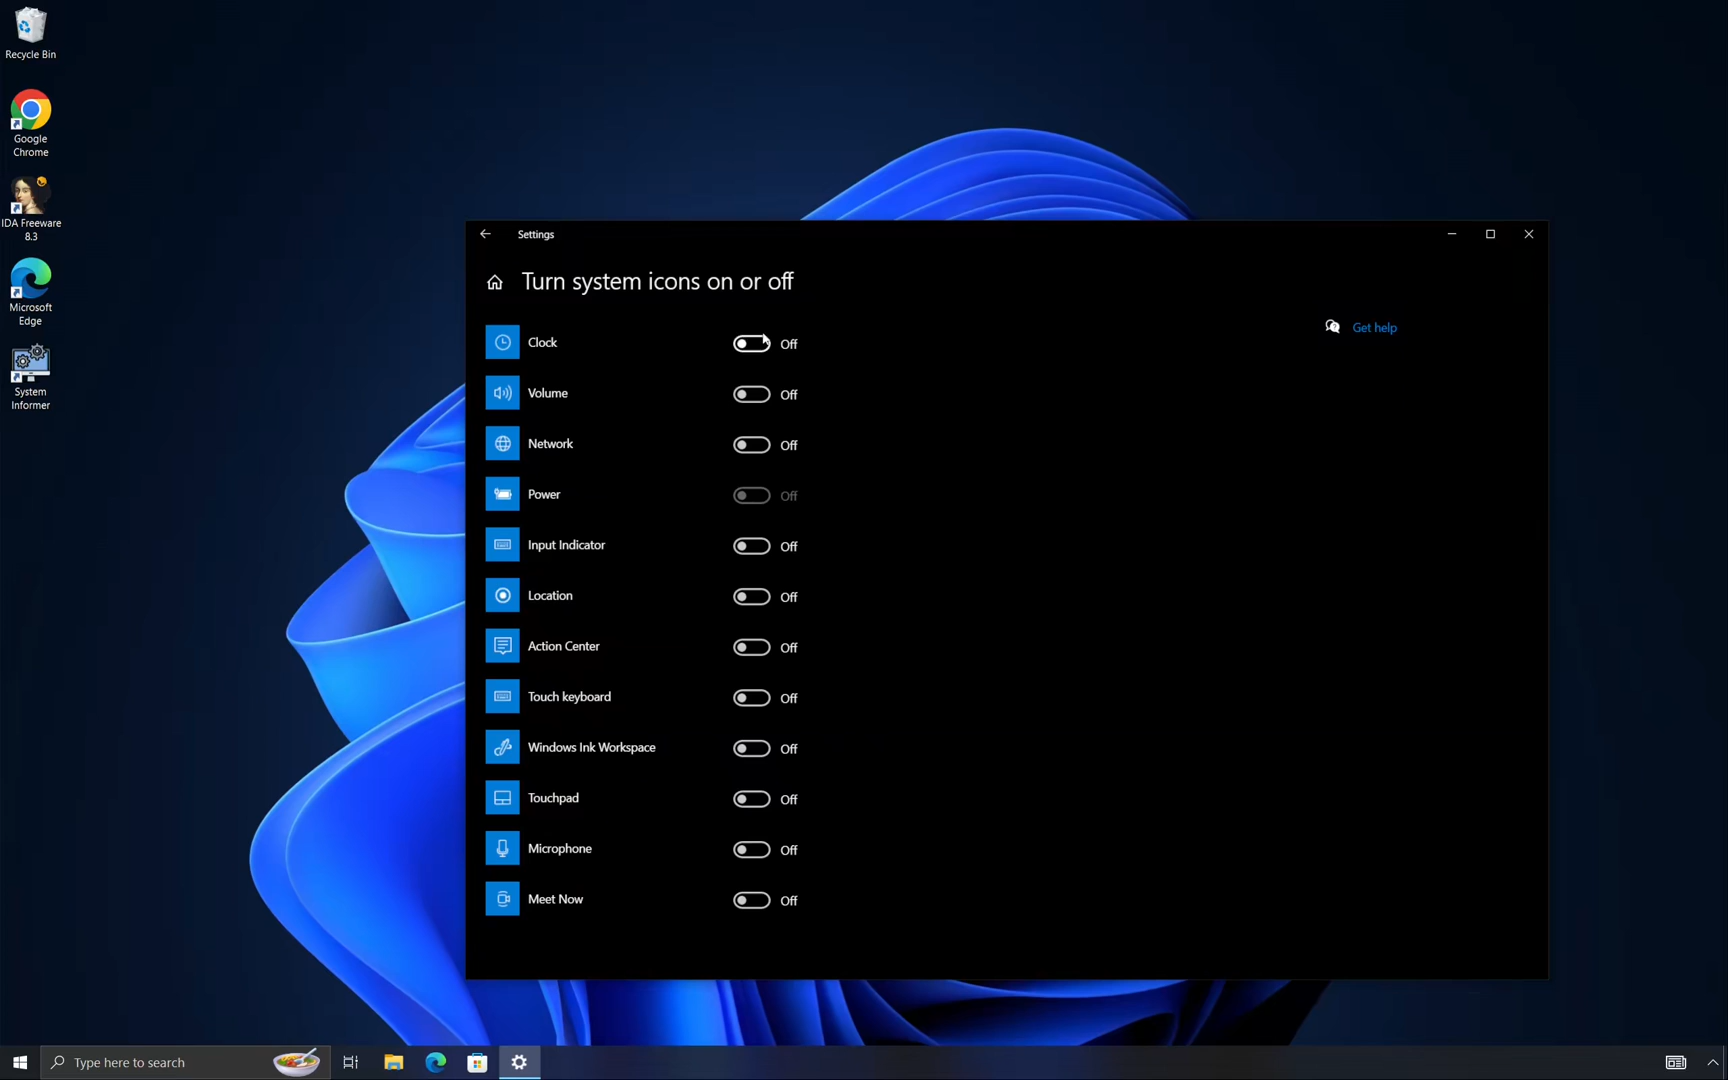 Recycle Bin
Google
Chrome
IDA Freeware
8.3
Microsoft
Edge
System
Informer
Settings
Turn system icons on or off
Get help
Clock Off
Volume Off
Network Off
Power Off
Input Indicator Off
Location Off
Action Center Off
Touch keyboard Off
Windows Ink Workspace Off
Touchpad Off
Microphone Off
Meet Now Off
Type here to search